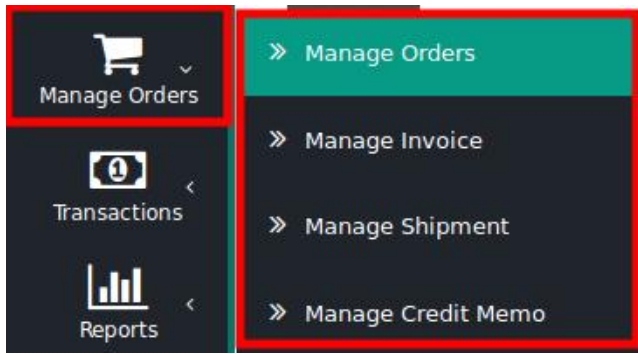 Manage Orders
Transactions
Reports
Manage Orders
Manage Invoice
Manage Shipment
Manage Credit Memo